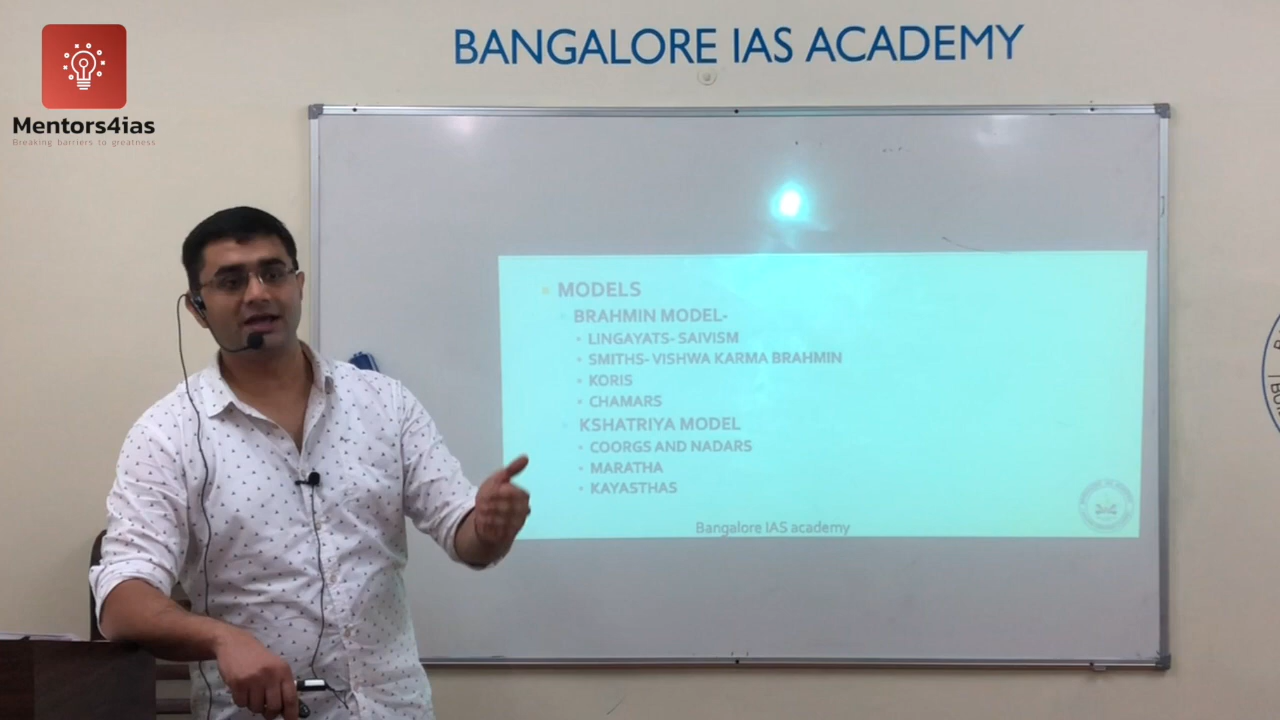 Mentors4ias
Breaking barriers to greatness
BANGALORE IAS ACADEMY
MODELS
BRAHMIN MODEL-
LINGAYATS- SAIVISM
SMITHS- VISHWA KARMA BRAHMIN
KORIS
CHAMARS
KSHATRIYA MODEL
COORGS AND NADARS
MARATHA
KAYASTHAS
Bangalore IAS academy